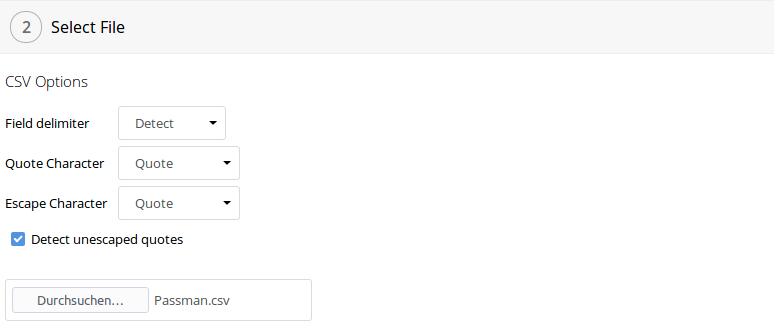 2 Select File
CSV Options
Field delimiter Detect
Quote Character Quote
Escape Character Quote
Detect unescaped quotes
Durchsuchen... Passman.csv